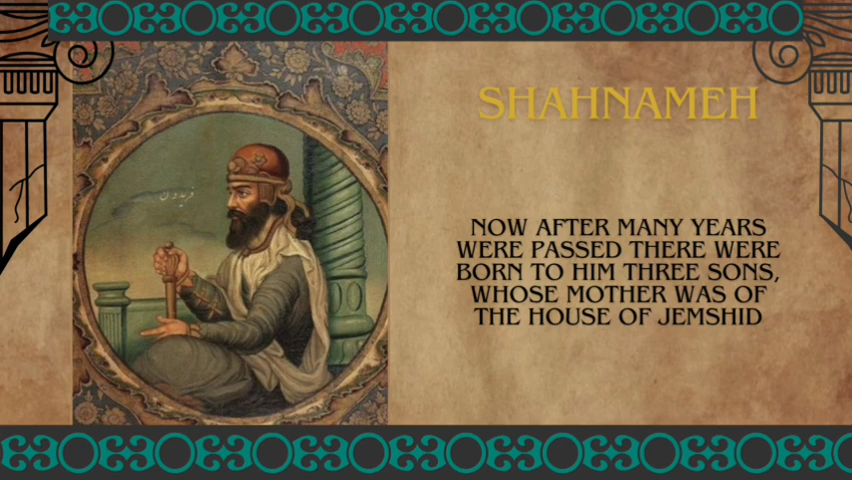 SHAHNAMEH
فریدون
NOW AFTER MANY YEARS
WERE PASSED THERE WERE
BORN TO HIM THREE SONS,
WHOSE MOTHER WAS OF
THE HOUSE OF JEMSHID